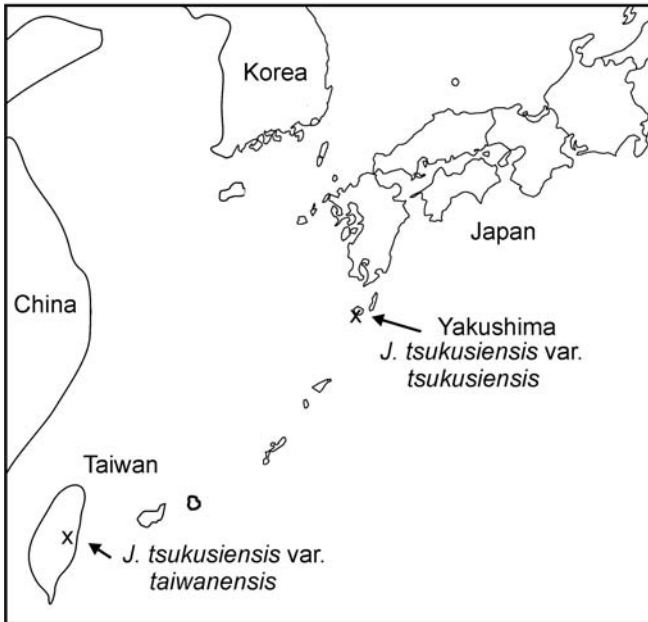 Korea
Japan
China
Yakushima
J. tsukusiensis var.
tsukusiensis
Taiwan
x
x
J. tsukusiensis var.
taiwanensis